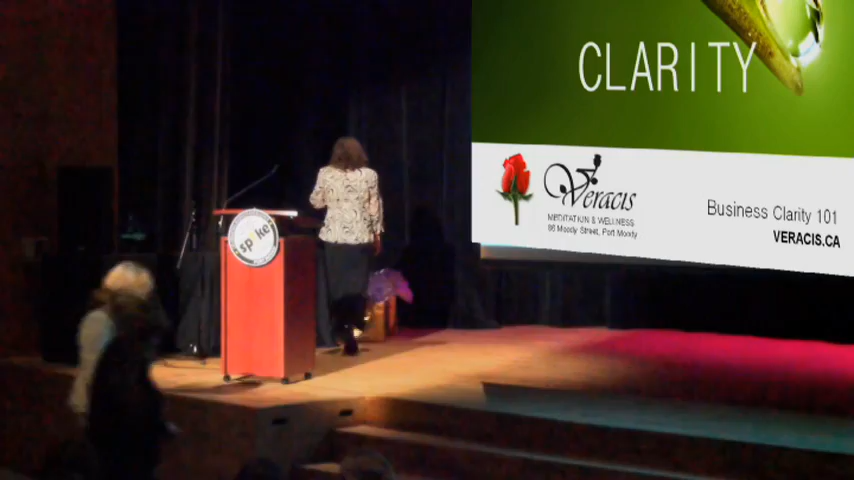 CLARITY
Veracis
MEDITATION & WELLNESS
86 Moody Street, Port Moody
Business Clarity 101
VERACIS.CA
spike